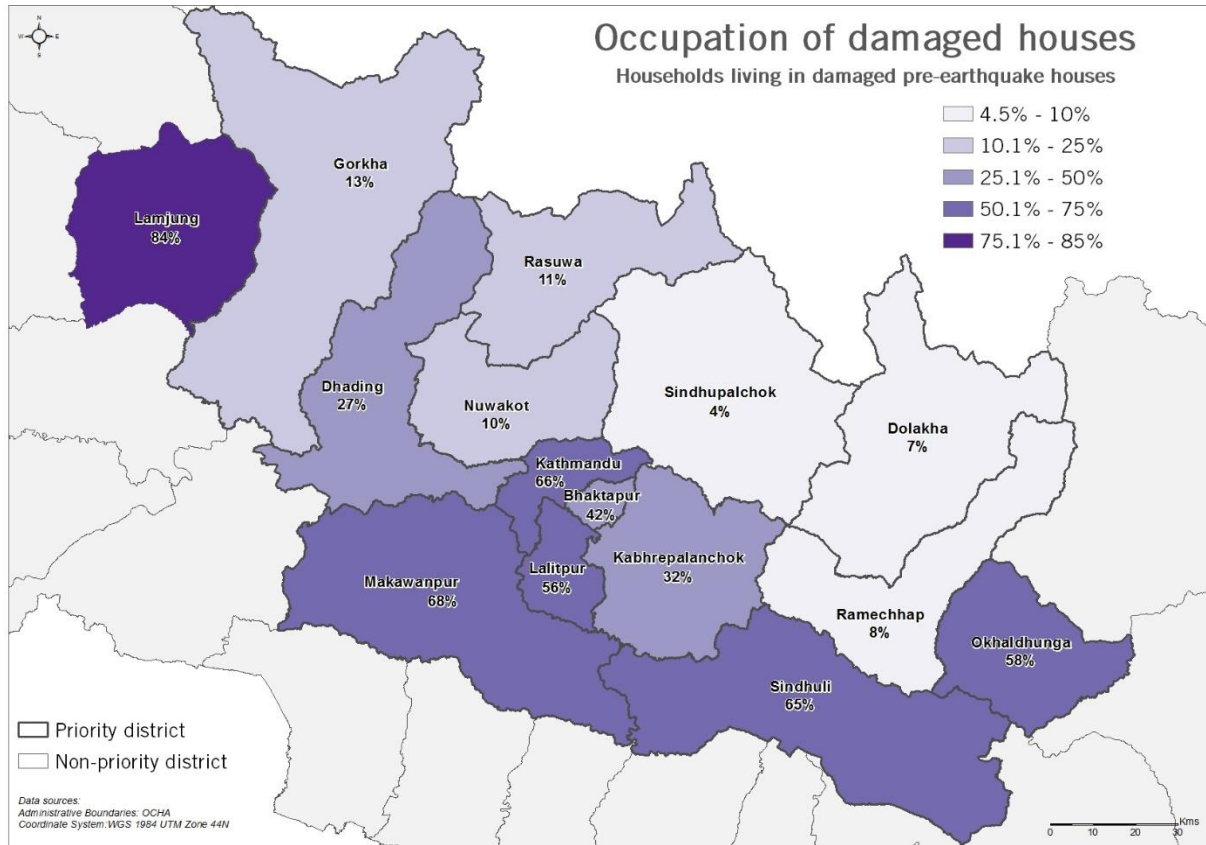 N
W E
S
Occupation of damaged houses
Households living in damaged pre-earthquake houses
4.5% - 10%
10.1% - 25%
25.1% - 50%
50.1% - 75%
75.1% - 85%
Gorkha
13%
Lamjung
84%
Rasuwa
11%
Dhading
27%
Nuwakot
10%
Sindhupalchok
4%
Dolakha
7%
Kathmandu
66%
Bhaktapur
42%
Kabhrepalanchok
32%
Lalitpur
56%
Makawanpur
68%
Ramechhap
8%
Okhaldhunga
58%
Sindhuli
65%
Priority district
Non-priority district
Data sources:
Administrative Boundaries: OCHA
Coordinate System:WGS 1984 UTM Zone 44N
Kms
0 10 20 30